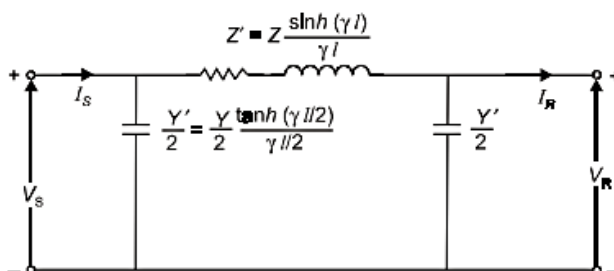 Z' = Z sinh (γ l) / γ l
+ I_S I_R +
Y'/2 = Y/2 tanh (γ l/2) / γ l/2 Y'/2
V_S V_R
– –